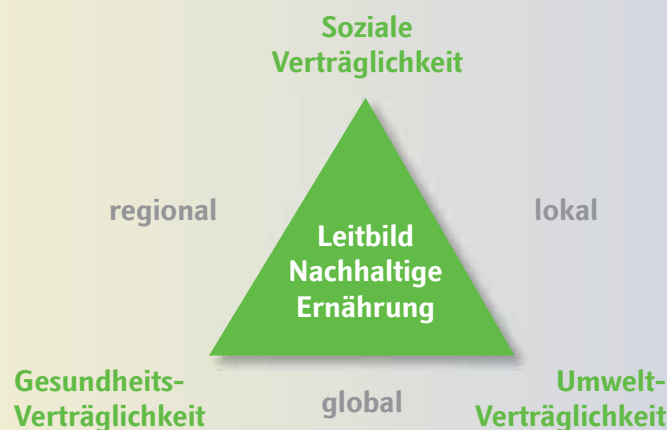 Soziale
Verträglichkeit
regional
lokal
Leitbild
Nachhaltige
Ernährung
Gesundheits-
Verträglichkeit
global
Umwelt-
Verträglichkeit